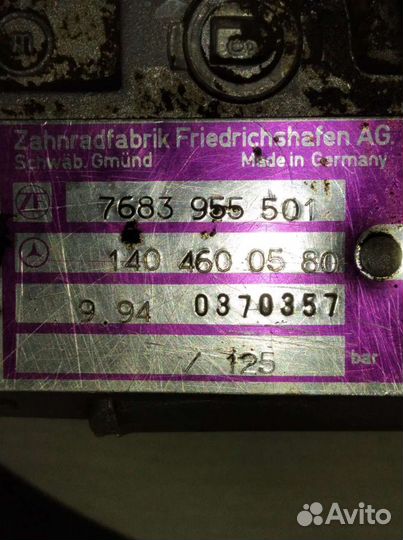 Zahnradfabrik Friedrichshafen AG.
Schwäb. Gmünd Made in Germany
ZF 7683 955 501
140 460 05 80
9.94 0370357
/ 125 bar
Avito